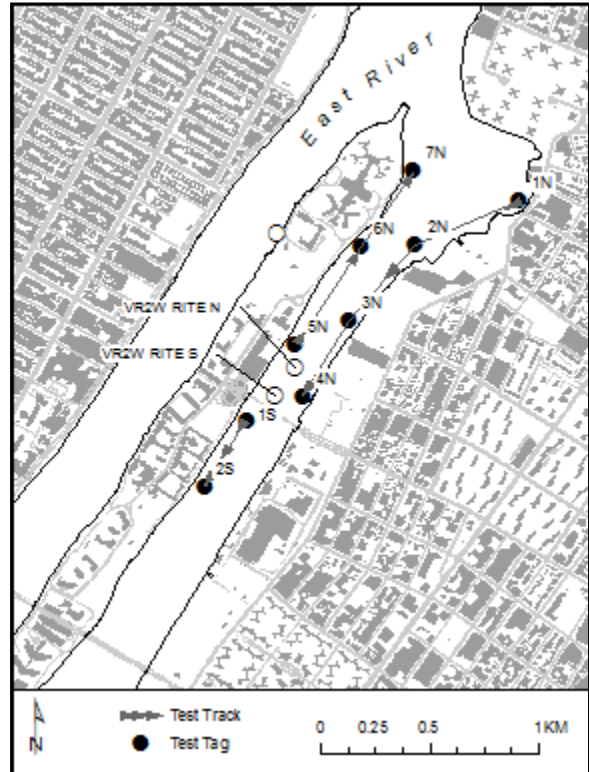 East River
7N
1N
6N
2N
VR2W RITE N
3N
5N
VR2W RITE S
4N
1S
2S
N
Test Track
Test Tag
0 0.25 0.5 1KM